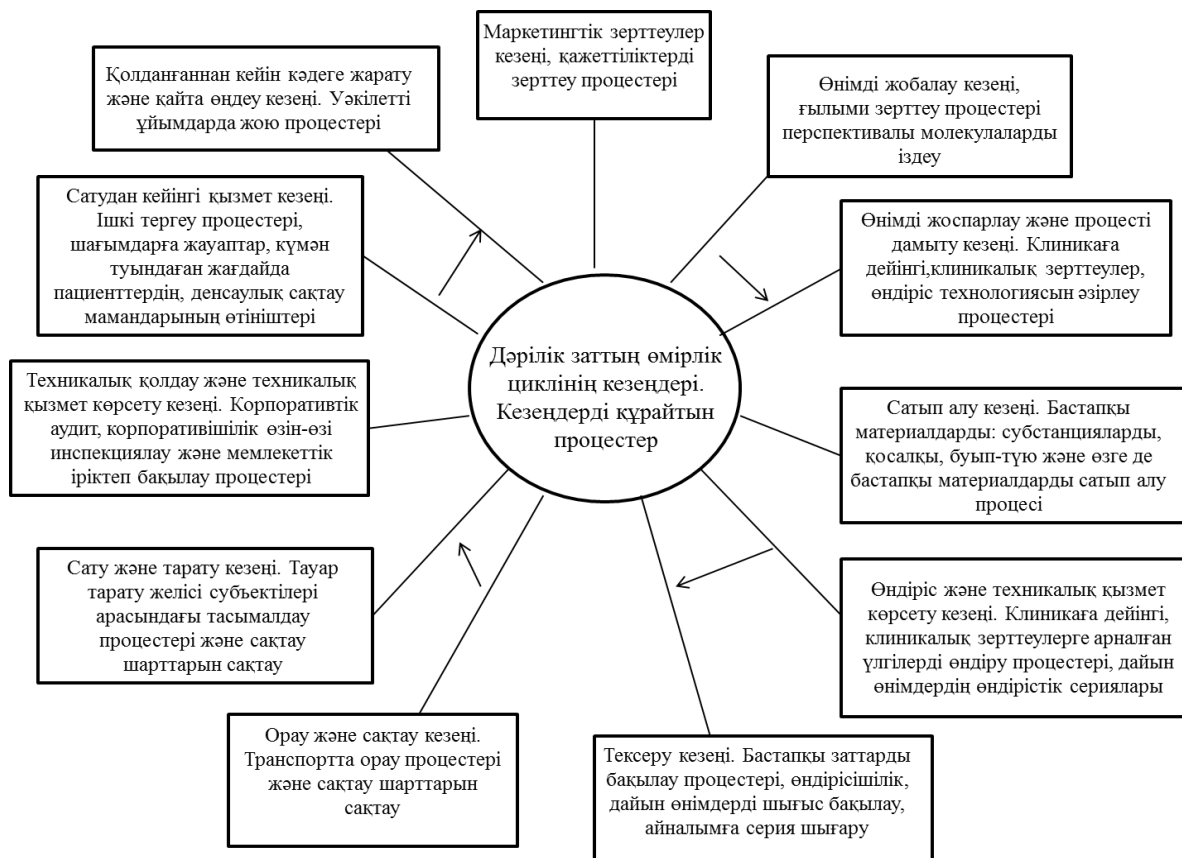 Маркетингтік зерттеулер
кезеңі, қажеттіліктерді
зерттеу процестері
Өнімді жобалау кезеңі,
ғылыми зерттеу процестері
перспективалы молекулаларды
іздеу
Өнімді жоспарлау және процесті
дамыту кезеңі. Клиникаға
дейінгі,клиникалық зерттеулер,
өндіріс технологиясын әзірлеу
процестері
Сатып алу кезеңі. Бастапқы
материалдарды: субстанцияларды,
қосалқы, буып-түю және өзге де
бастапқы материалдарды сатып алу
процесі
Өндіріс және техникалық қызмет
көрсету кезеңі. Клиникаға дейінгі,
клиникалық зерттеулерге арналған
үлгілерді өндіру процестері, дайын
өнімдердің өндірістік сериялары
Тексеру кезеңі. Бастапқы заттарды
бақылау процестері, өндірісішілік,
дайын өнімдерді шығыс бақылау,
айналымға серия шығару
Орау және сақтау кезеңі.
Транспортта орау процестері
және сақтау шарттарын
сақтау
Сату және тарату кезеңі. Тауар
тарату желісі субъектілері
арасындағы тасымалдау
процестері және сақтау
шарттарын сақтау
Техникалық қолдау және техникалық
қызмет көрсету кезеңі. Корпоративтік
аудит, корпоративішілік өзін-өзі
инспекциялау және мемлекеттік
іріктеп бақылау процестері
Сатудан кейінгі қызмет кезеңі.
Ішкі тергеу процестері,
шағымдарға жауаптар, күмән
туындаған жағдайда
пациенттердің, денсаулық сақтау
мамандарының өтініштері
Қолданғаннан кейін кәдеге жарату
және қайта өңдеу кезеңі. Уәкілетті
ұйымдарда жою процестері
Дәрілік заттың өмірлік
циклінің кезеңдері.
Кезеңдерді құрайтын
процестер